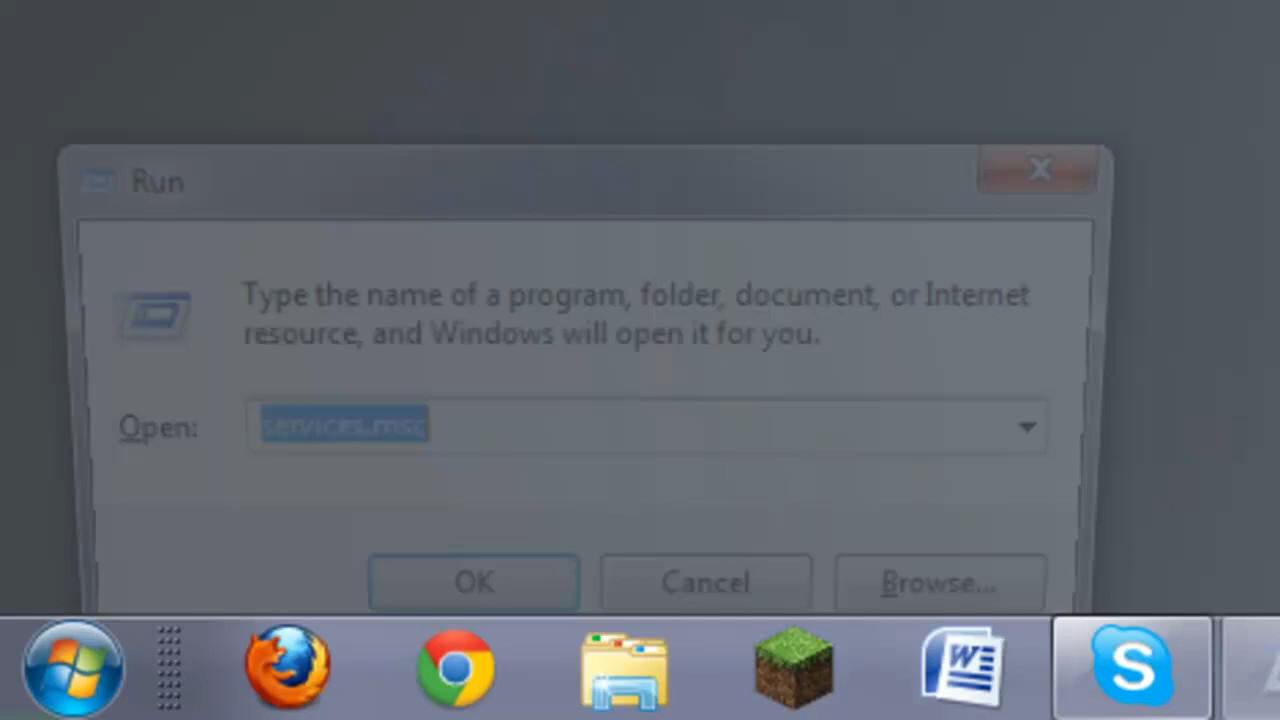 Run
Type the name of a program, folder, document, or Internet
resource, and Windows will open it for you.
Open:
services.msc
OK
Cancel
Browse...